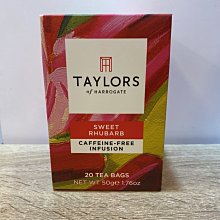 TAYLORS
of HARROGATE
SWEET
RHUBARB
CAFFEINE-FREE
INFUSION
20 TEA BAGS
NET WT 50g e 1.76oz